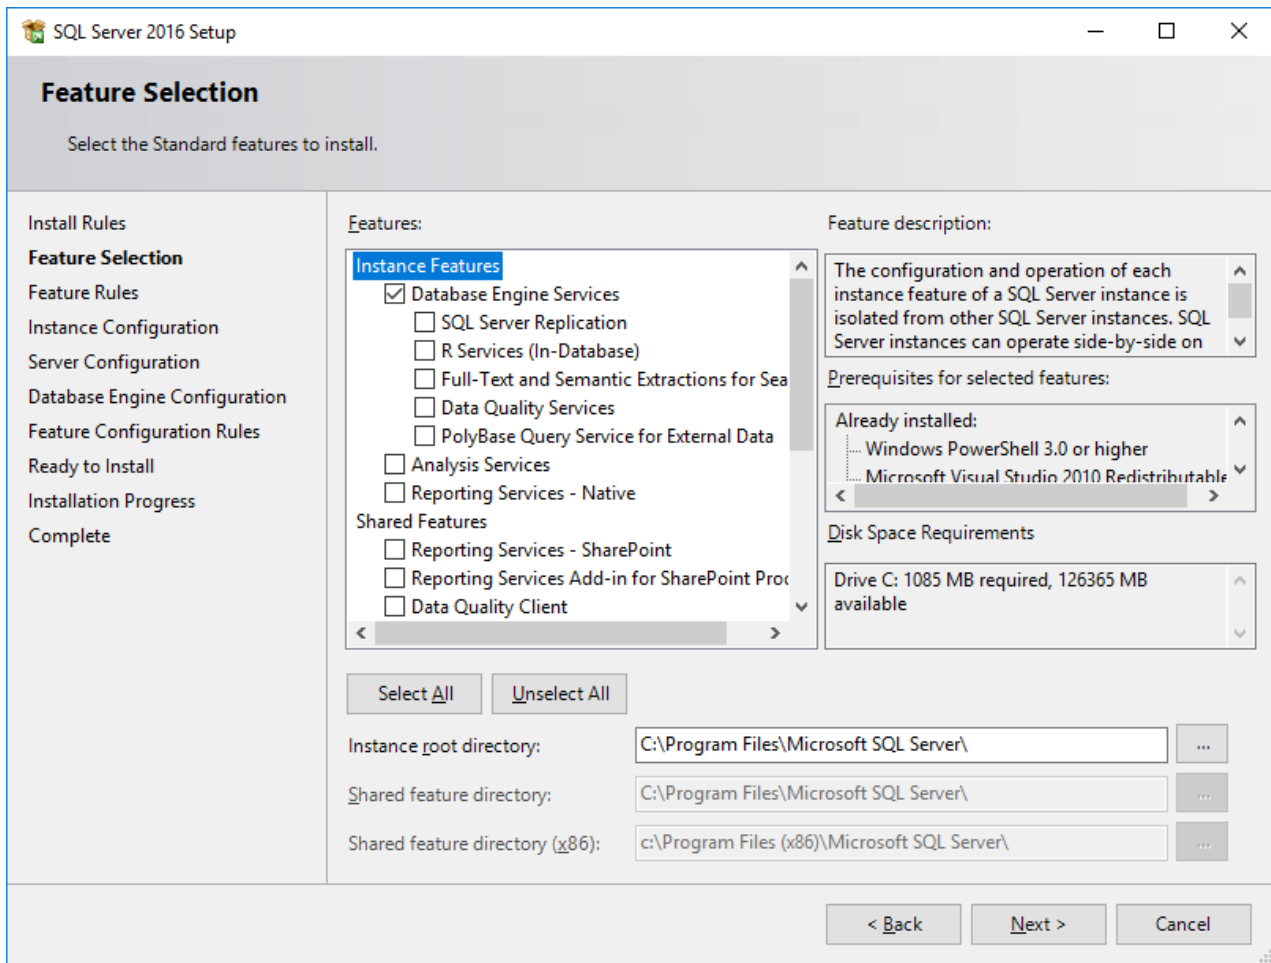 SQL Server 2016 Setup
Feature Selection
Select the Standard features to install.
Install Rules
Feature Selection
Feature Rules
Instance Configuration
Server Configuration
Database Engine Configuration
Feature Configuration Rules
Ready to Install
Installation Progress
Complete
Features:
Instance Features
Database Engine Services
SQL Server Replication
R Services (In-Database)
Full-Text and Semantic Extractions for Sea
Data Quality Services
PolyBase Query Service for External Data
Analysis Services
Reporting Services - Native
Shared Features
Reporting Services - SharePoint
Reporting Services Add-in for SharePoint Proc
Data Quality Client
Feature description:
The configuration and operation of each
instance feature of a SQL Server instance is
isolated from other SQL Server instances. SQL
Server instances can operate side-by-side on
Prerequisites for selected features:
Already installed:
Windows PowerShell 3.0 or higher
Microsoft Visual Studio 2010 Redistributable
Disk Space Requirements
Drive C: 1085 MB required, 126365 MB
available
Select All
Unselect All
Instance root directory:
C:\Program Files\Microsoft SQL Server\
...
Shared feature directory:
C:\Program Files\Microsoft SQL Server\
...
Shared feature directory (x86):
c:\Program Files (x86)\Microsoft SQL Server\
...
< Back
Next >
Cancel